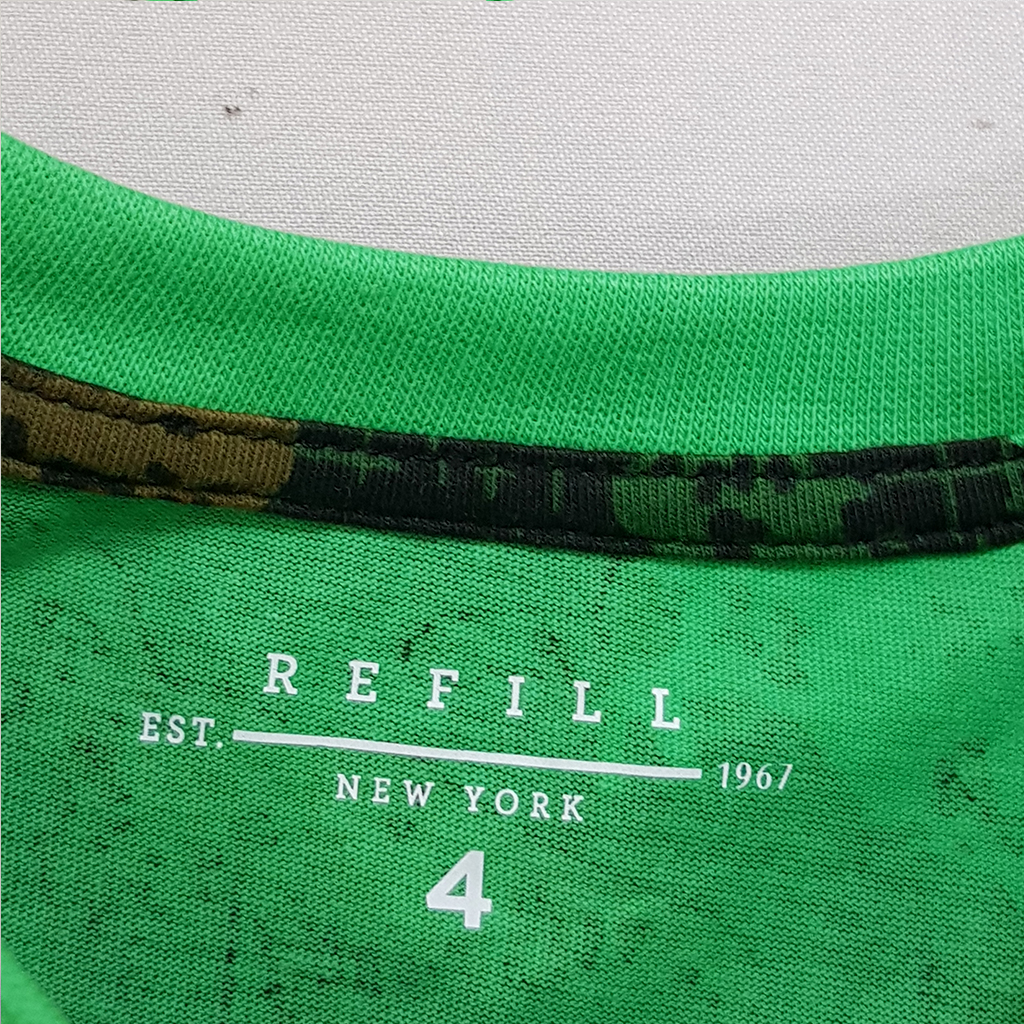 REFILL
EST. 1967
NEW YORK
4